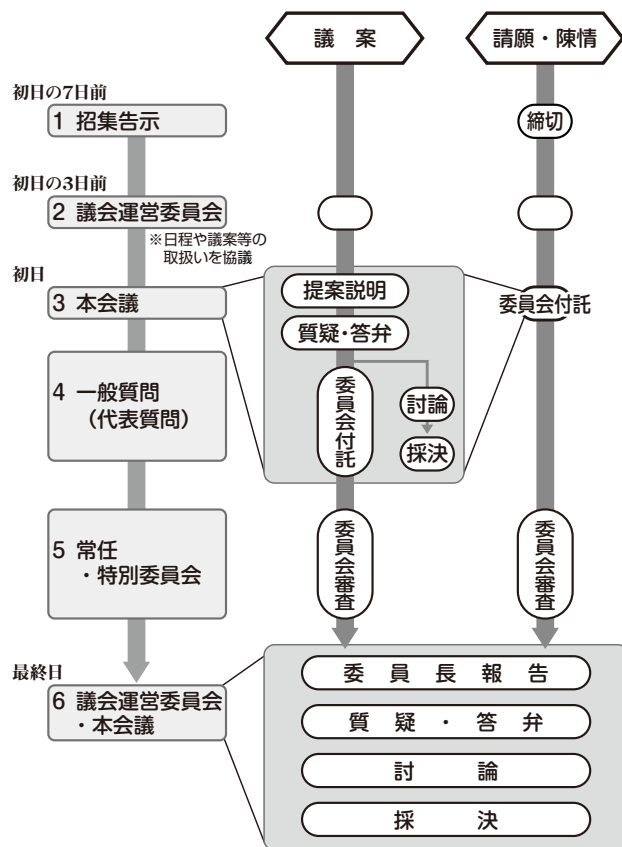 議 案
請願・陳情
初日の7日前
1 招集告示
締切
初日の3日前
2 議会運営委員会
※日程や議案等の
取扱いを協議
初日
3 本会議
提案説明
委員会付託
質疑・答弁
4 一般質問
(代表質問)
委員会付託
討論
採決
5 常任
・特別委員会
委員会審査
委員会審査
最終日
6 議会運営委員会
・本会議
委員長報告
質疑・答弁
討論
採決